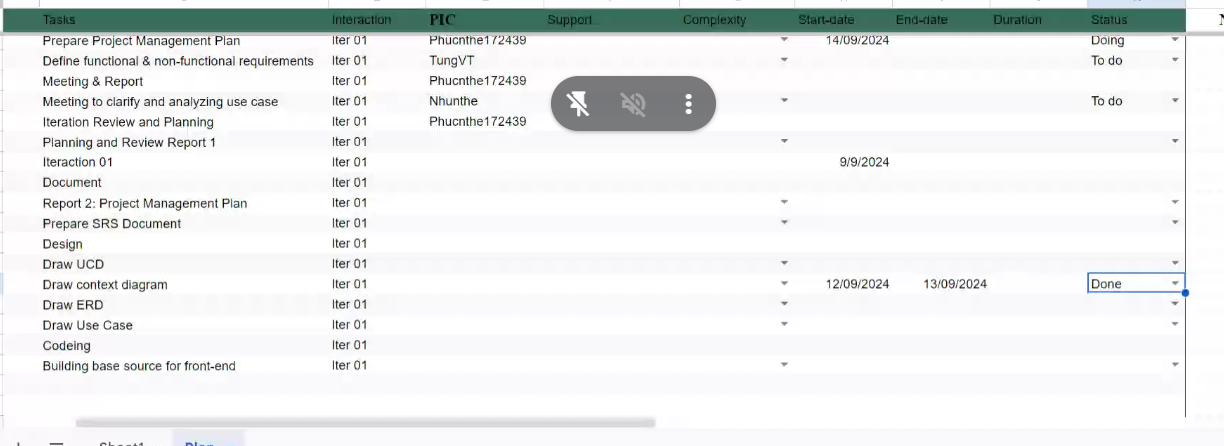 Tasks Interaction PIC Support Complexity Start-date End-date Duration Status
Prepare Project Management Plan Iter 01 Phucnthe172439 14/09/2024 Doing
Define functional & non-functional requirements Iter 01 TungVT To do
Meeting & Report Iter 01 Phucnthe172439
Meeting to clarify and analyzing use case Iter 01 Nhunthe To do
Iteration Review and Planning Iter 01 Phucnthe172439
Planning and Review Report 1 Iter 01
Iteraction 01 Iter 01 9/9/2024
Document Iter 01
Report 2: Project Management Plan Iter 01
Prepare SRS Document Iter 01
Design Iter 01
Draw UCD Iter 01
Draw context diagram Iter 01 12/09/2024 13/09/2024 Done
Draw ERD Iter 01
Draw Use Case Iter 01
Codeing Iter 01
Building base source for front-end Iter 01
Sheet1 Plan